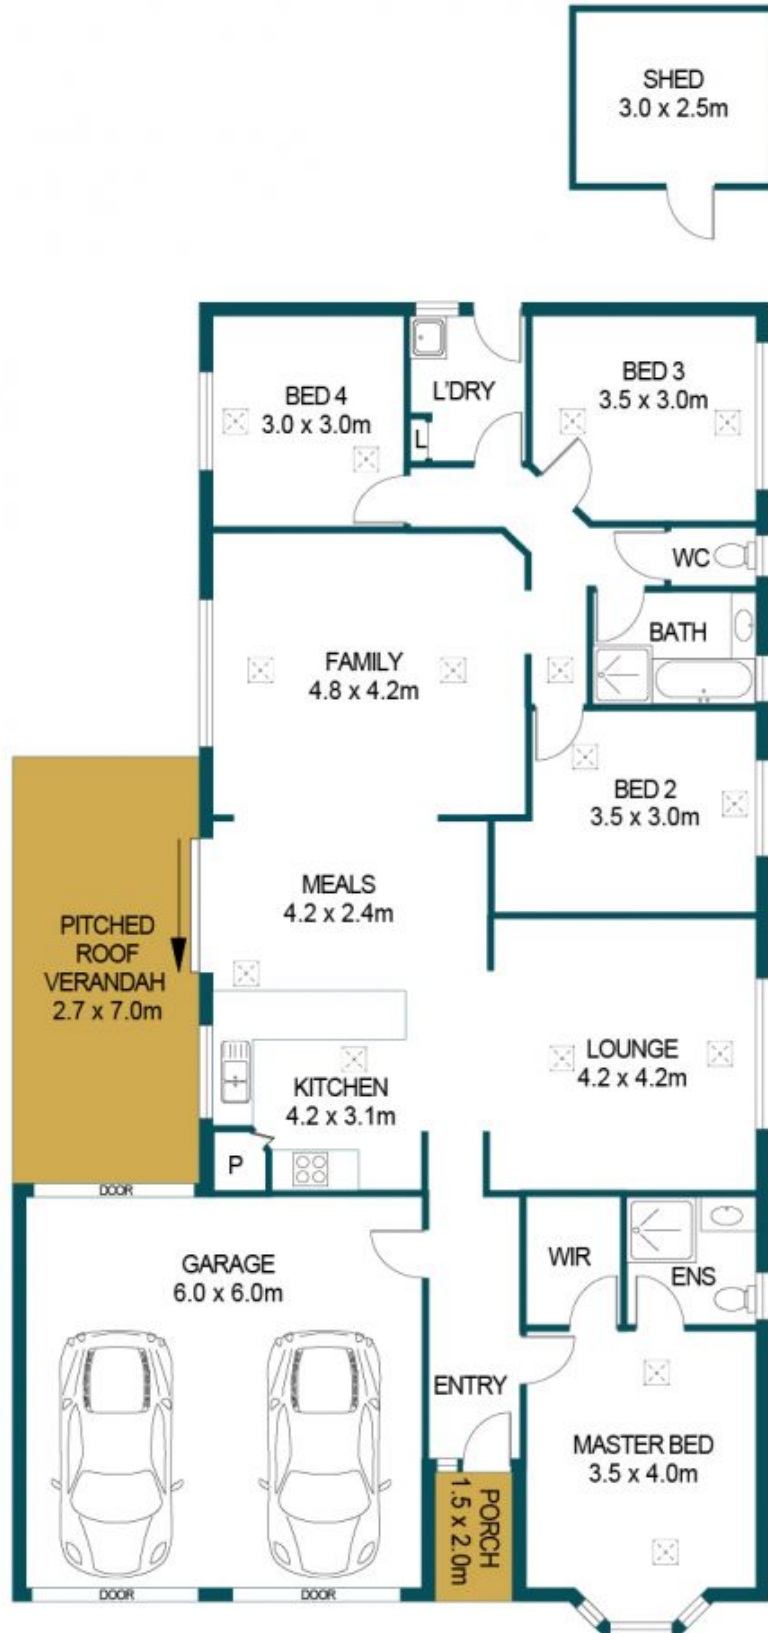 SHED
3.0 x 2.5m
BED 4
3.0 x 3.0m
L'DRY
L
BED 3
3.5 x 3.0m
WC
BATH
FAMILY
4.8 x 4.2m
BED 2
3.5 x 3.0m
MEALS
4.2 x 2.4m
PITCHED
ROOF
VERANDAH
2.7 x 7.0m
LOUNGE
4.2 x 4.2m
KITCHEN
4.2 x 3.1m
P
DOOR
GARAGE
6.0 x 6.0m
WIR
ENS
ENTRY
MASTER BED
3.5 x 4.0m
PORCH
1.5 x 2.0m
DOOR
DOOR